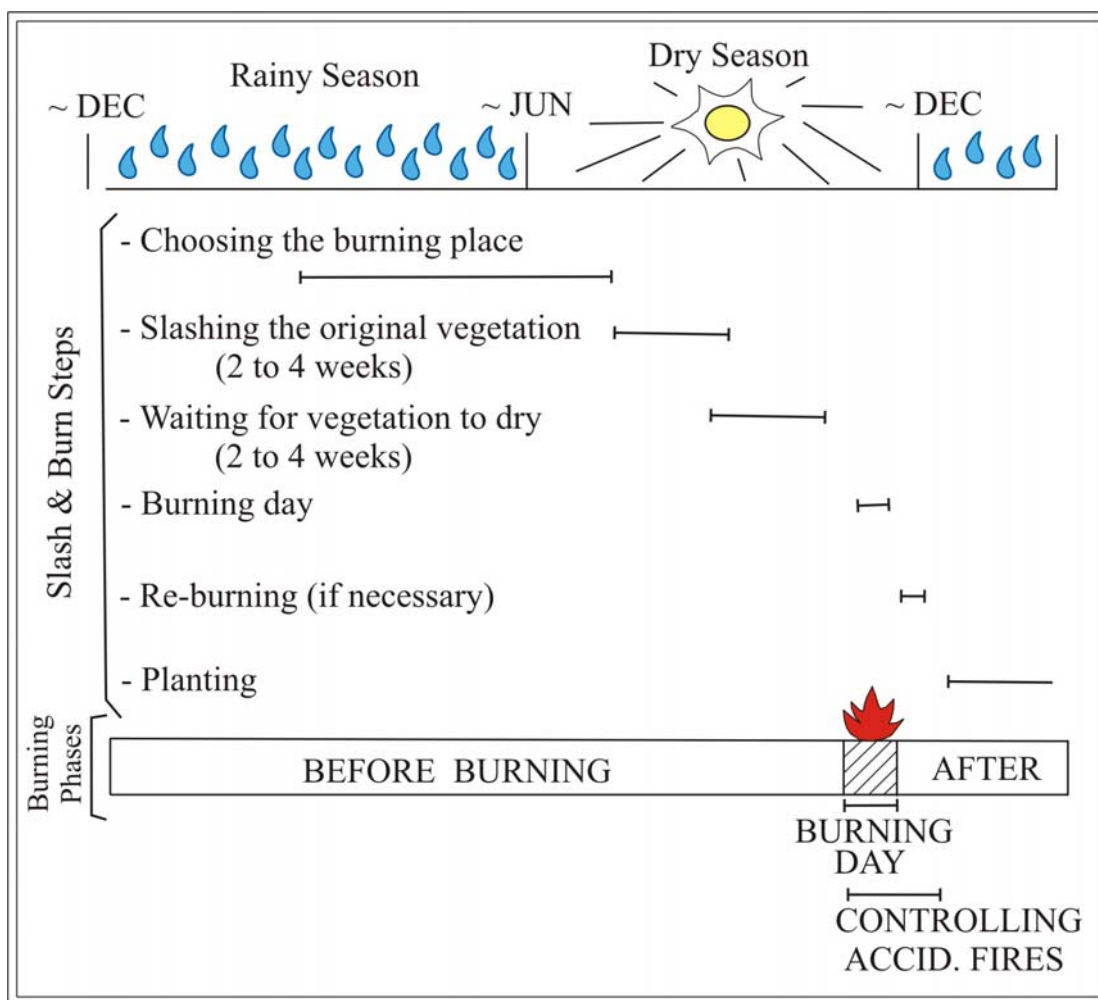 Rainy Season
Dry Season
~ DEC
~ JUN
~ DEC
Slash & Burn Steps
- Choosing the burning place
- Slashing the original vegetation
(2 to 4 weeks)
- Waiting for vegetation to dry
(2 to 4 weeks)
- Burning day
- Re-burning (if necessary)
- Planting
Burning
Phases
BEFORE BURNING
AFTER
BURNING
DAY
CONTROLLING
ACCID. FIRES